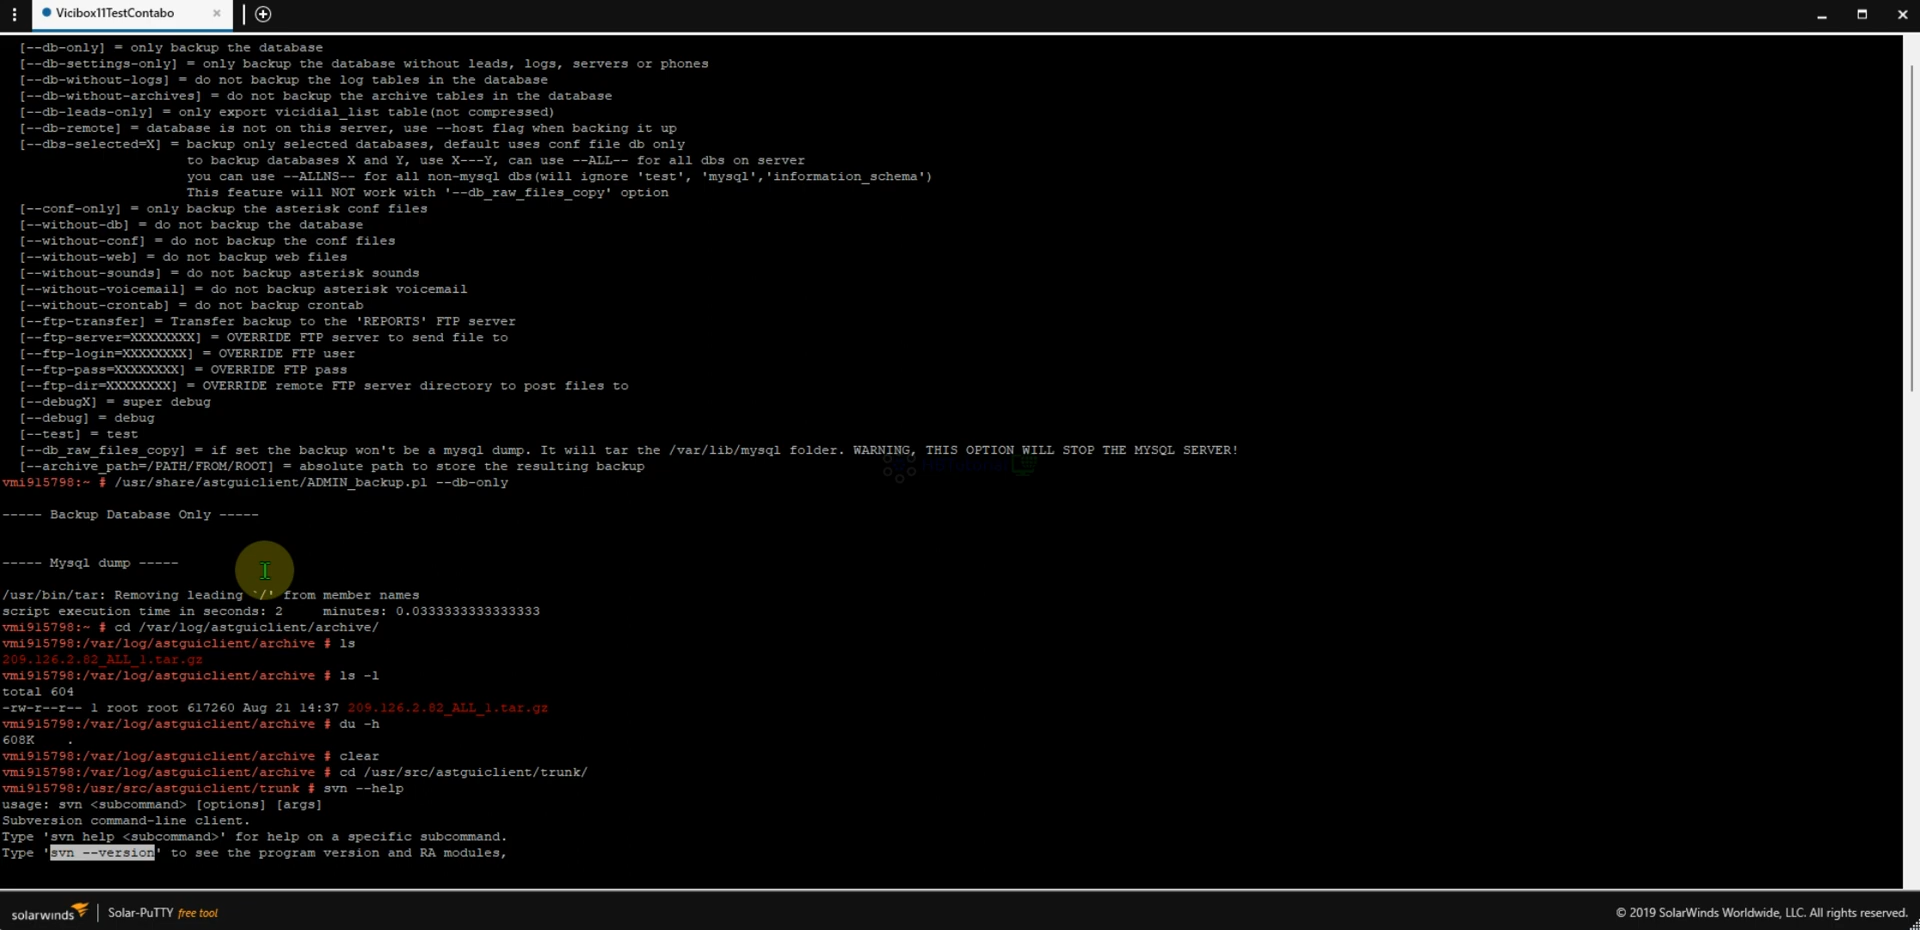 Vicibox11TestContabo
[--db-only] = only backup the database
[--db-settings-only] = only backup the database without leads, logs, servers or phones
[--db-without-logs] = do not backup the log tables in the database
[--db-without-archives] = do not backup the archive tables in the database
[--db-leads-only] = only export vicidial_list table(not compressed)
[--db-remote] = database is not on this server, use --host flag when backing it up
[--dbs-selected=X] = backup only selected databases, default uses conf file db only
to backup databases X and Y, use X---Y, can use --ALL-- for all dbs on server
you can use --ALLNS-- for all non-mysql dbs(will ignore 'test', 'mysql','information_schema')
This feature will NOT work with '--db_raw_files_copy' option
[--conf-only] = only backup the asterisk conf files
[--without-db] = do not backup the database
[--without-conf] = do not backup the conf files
[--without-web] = do not backup web files
[--without-sounds] = do not backup asterisk sounds
[--without-voicemail] = do not backup asterisk voicemail
[--without-crontab] = do not backup crontab
[--ftp-transfer] = Transfer backup to the 'REPORTS' FTP server
[--ftp-server=XXXXXXXX] = OVERRIDE FTP server to send file to
[--ftp-login=XXXXXXXX] = OVERRIDE FTP user
[--ftp-pass=XXXXXXXX] = OVERRIDE FTP pass
[--ftp-dir=XXXXXXXX] = OVERRIDE remote FTP server directory to post files to
[--debugX] = super debug
[--debug] = debug
[--test] = test
[--db_raw_files_copy] = if set the backup won't be a mysql dump. It will tar the /var/lib/mysql folder. WARNING, THIS OPTION WILL STOP THE MYSQL SERVER!
[--archive_path=/PATH/FROM/ROOT] = absolute path to store the resulting backup
vmi915798:~ # /usr/share/astguiclient/ADMIN_backup.pl --db-only
----- Backup Database Only -----
----- Mysql dump -----
/usr/bin/tar: Removing leading `/' from member names
script execution time in seconds: 2 minutes: 0.0333333333333333
vmi915798:~ # cd /var/log/astguiclient/archive/
vmi915798:/var/log/astguiclient/archive # ls
209.126.2.82_ALL_1.tar.gz
vmi915798:/var/log/astguiclient/archive # ls -l
total 604
-rw-r--r-- 1 root root 617260 Aug 21 14:37 209.126.2.82_ALL_1.tar.gz
vmi915798:/var/log/astguiclient/archive # du -h
608K .
vmi915798:/var/log/astguiclient/archive # clear
vmi915798:/var/log/astguiclient/archive # cd /usr/src/astguiclient/trunk/
vmi915798:/usr/src/astguiclient/trunk # svn --help
usage: svn <subcommand> [options] [args]
Subversion command-line client.
Type 'svn help <subcommand>' for help on a specific subcommand.
Type 'svn --version' to see the program version and RA modules,
solarwinds Solar-PuTTY free tool
© 2019 SolarWinds Worldwide, LLC. All rights reserved.